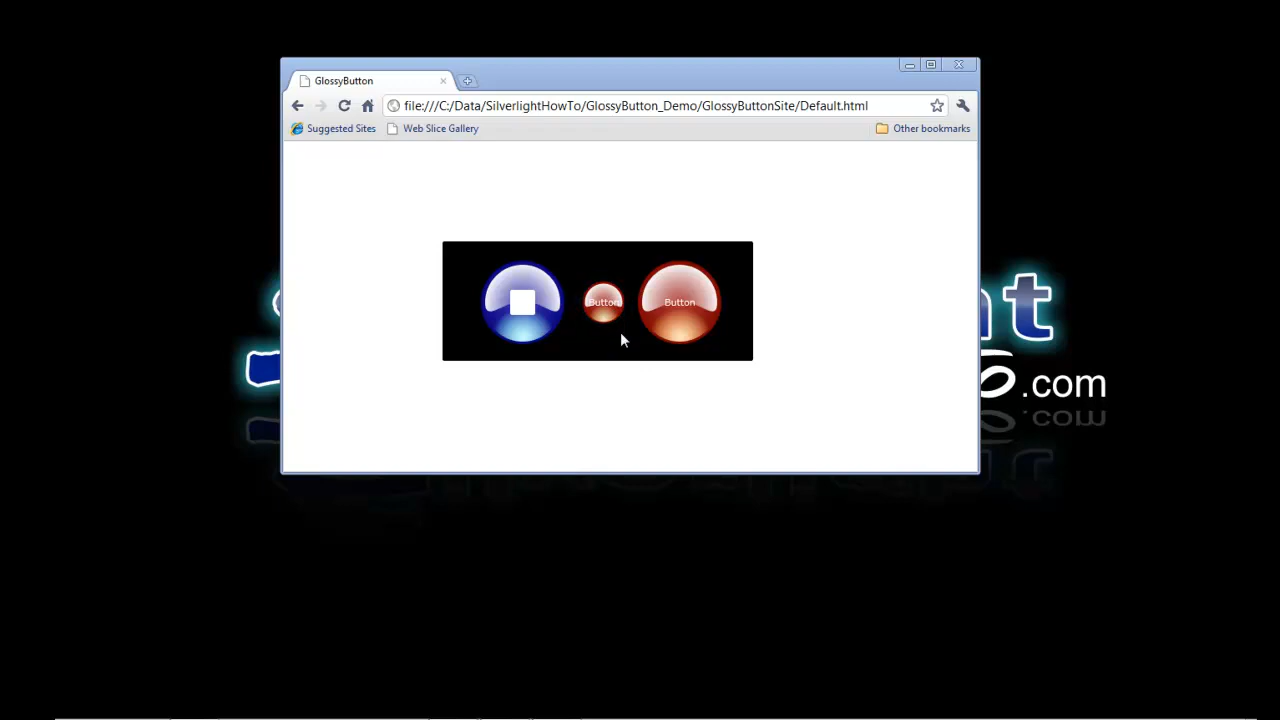 GlossyButton
file:///C:/Data/SilverlightHowTo/GlossyButton_Demo/GlossyButtonSite/Default.html
Suggested Sites
Web Slice Gallery
Other bookmarks
Button
Button
.com